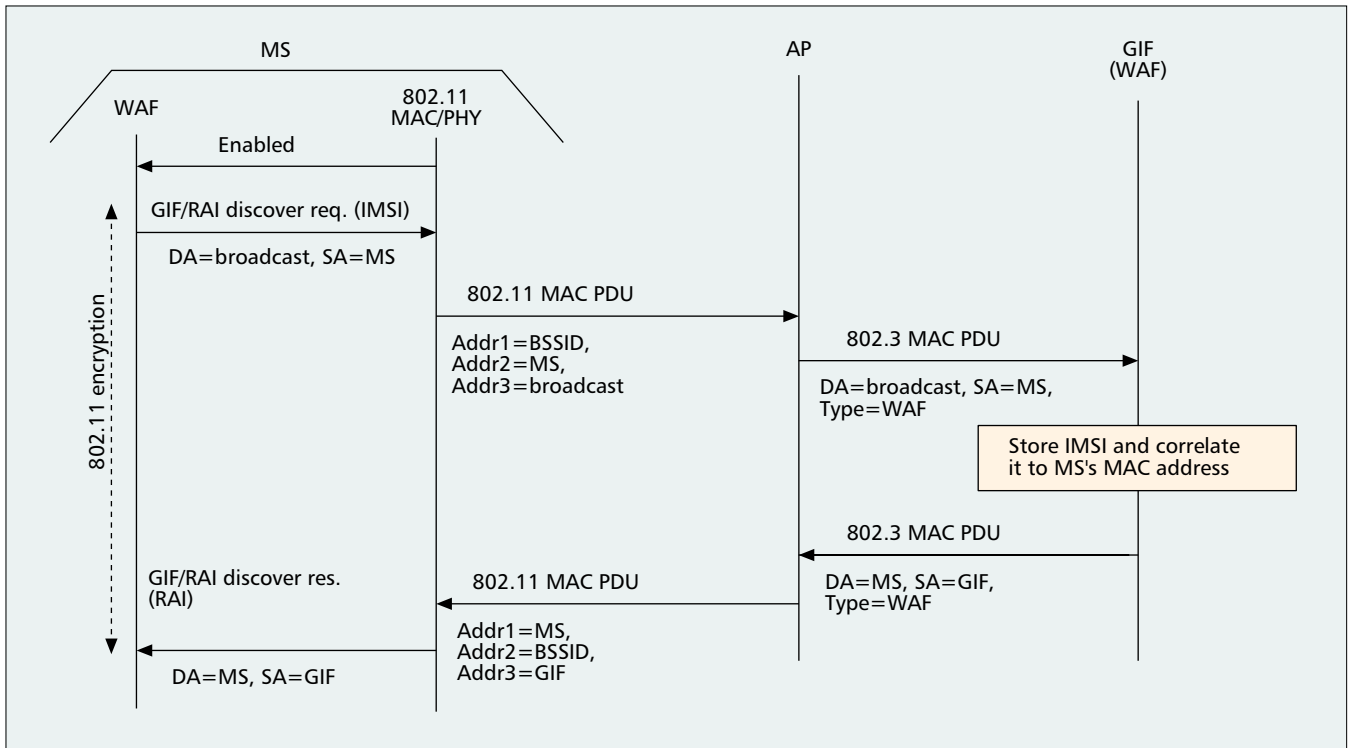 MS
AP
GIF
(WAF)
WAF
802.11
MAC/PHY
Enabled
GIF/RAI discover req. (IMSI)
DA=broadcast, SA=MS
802.11 encryption
802.11 MAC PDU
Addr1=BSSID,
Addr2=MS,
Addr3=broadcast
802.3 MAC PDU
DA=broadcast, SA=MS,
Type=WAF
Store IMSI and correlate
it to MS's MAC address
802.3 MAC PDU
DA=MS, SA=GIF,
Type=WAF
802.11 MAC PDU
Addr1=MS,
Addr2=BSSID,
Addr3=GIF
GIF/RAI discover res.
(RAI)
DA=MS, SA=GIF